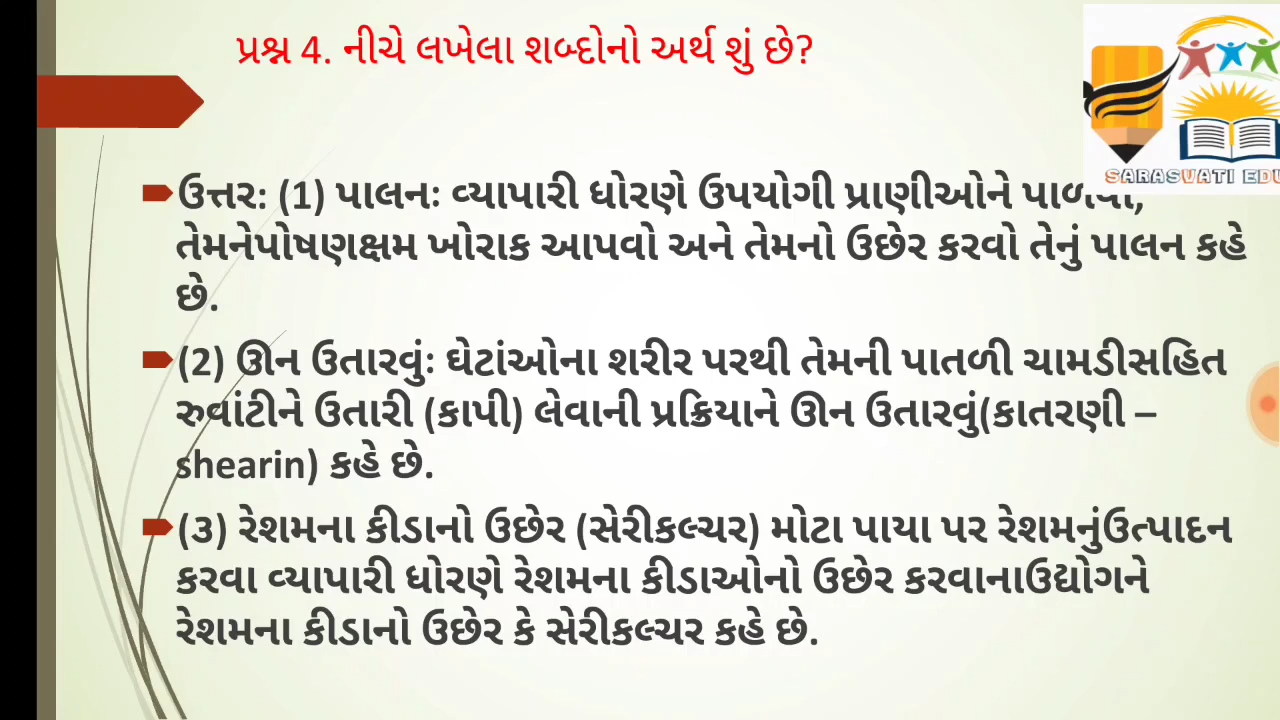 પ્રશ્ન 4. નીચે લખેલા શબ્દોનો અર્થ શું છે?
SARASVATI EDU
ઉત્તર: (1) પાલનઃ વ્યાપારી ધોરણે ઉપયોગી પ્રાણીઓને
તેમનેપોષણક્ષમ ખોરાક આપવો અને તેમનો ઉછેર કરવો તેનું પાલન કહે
છે.
(2) ઊન ઉતારવુંઃ ઘેટાંઓના શરીર પરથી તેમની પાતળી ચામડીસહિત
રુવાંટીને ઉતારી (કાપી) લેવાની પ્રક્રિયાને ઊન ઉતારવું(કાતરણી –
shearin) કહે છે.
(૩) રેશમના કીડાનો ઉછેર (સેરીકલ્ચર) મોટા પાયા પર રેશમનુંઉત્પાદન
કરવા વ્યાપારી ધોરણે રેશમના કીડાઓનો ઉછેર કરવાનાઉદ્યોગને
રેશમના કીડાનો ઉછેર કે સેરીકલ્ચર કહે છે.